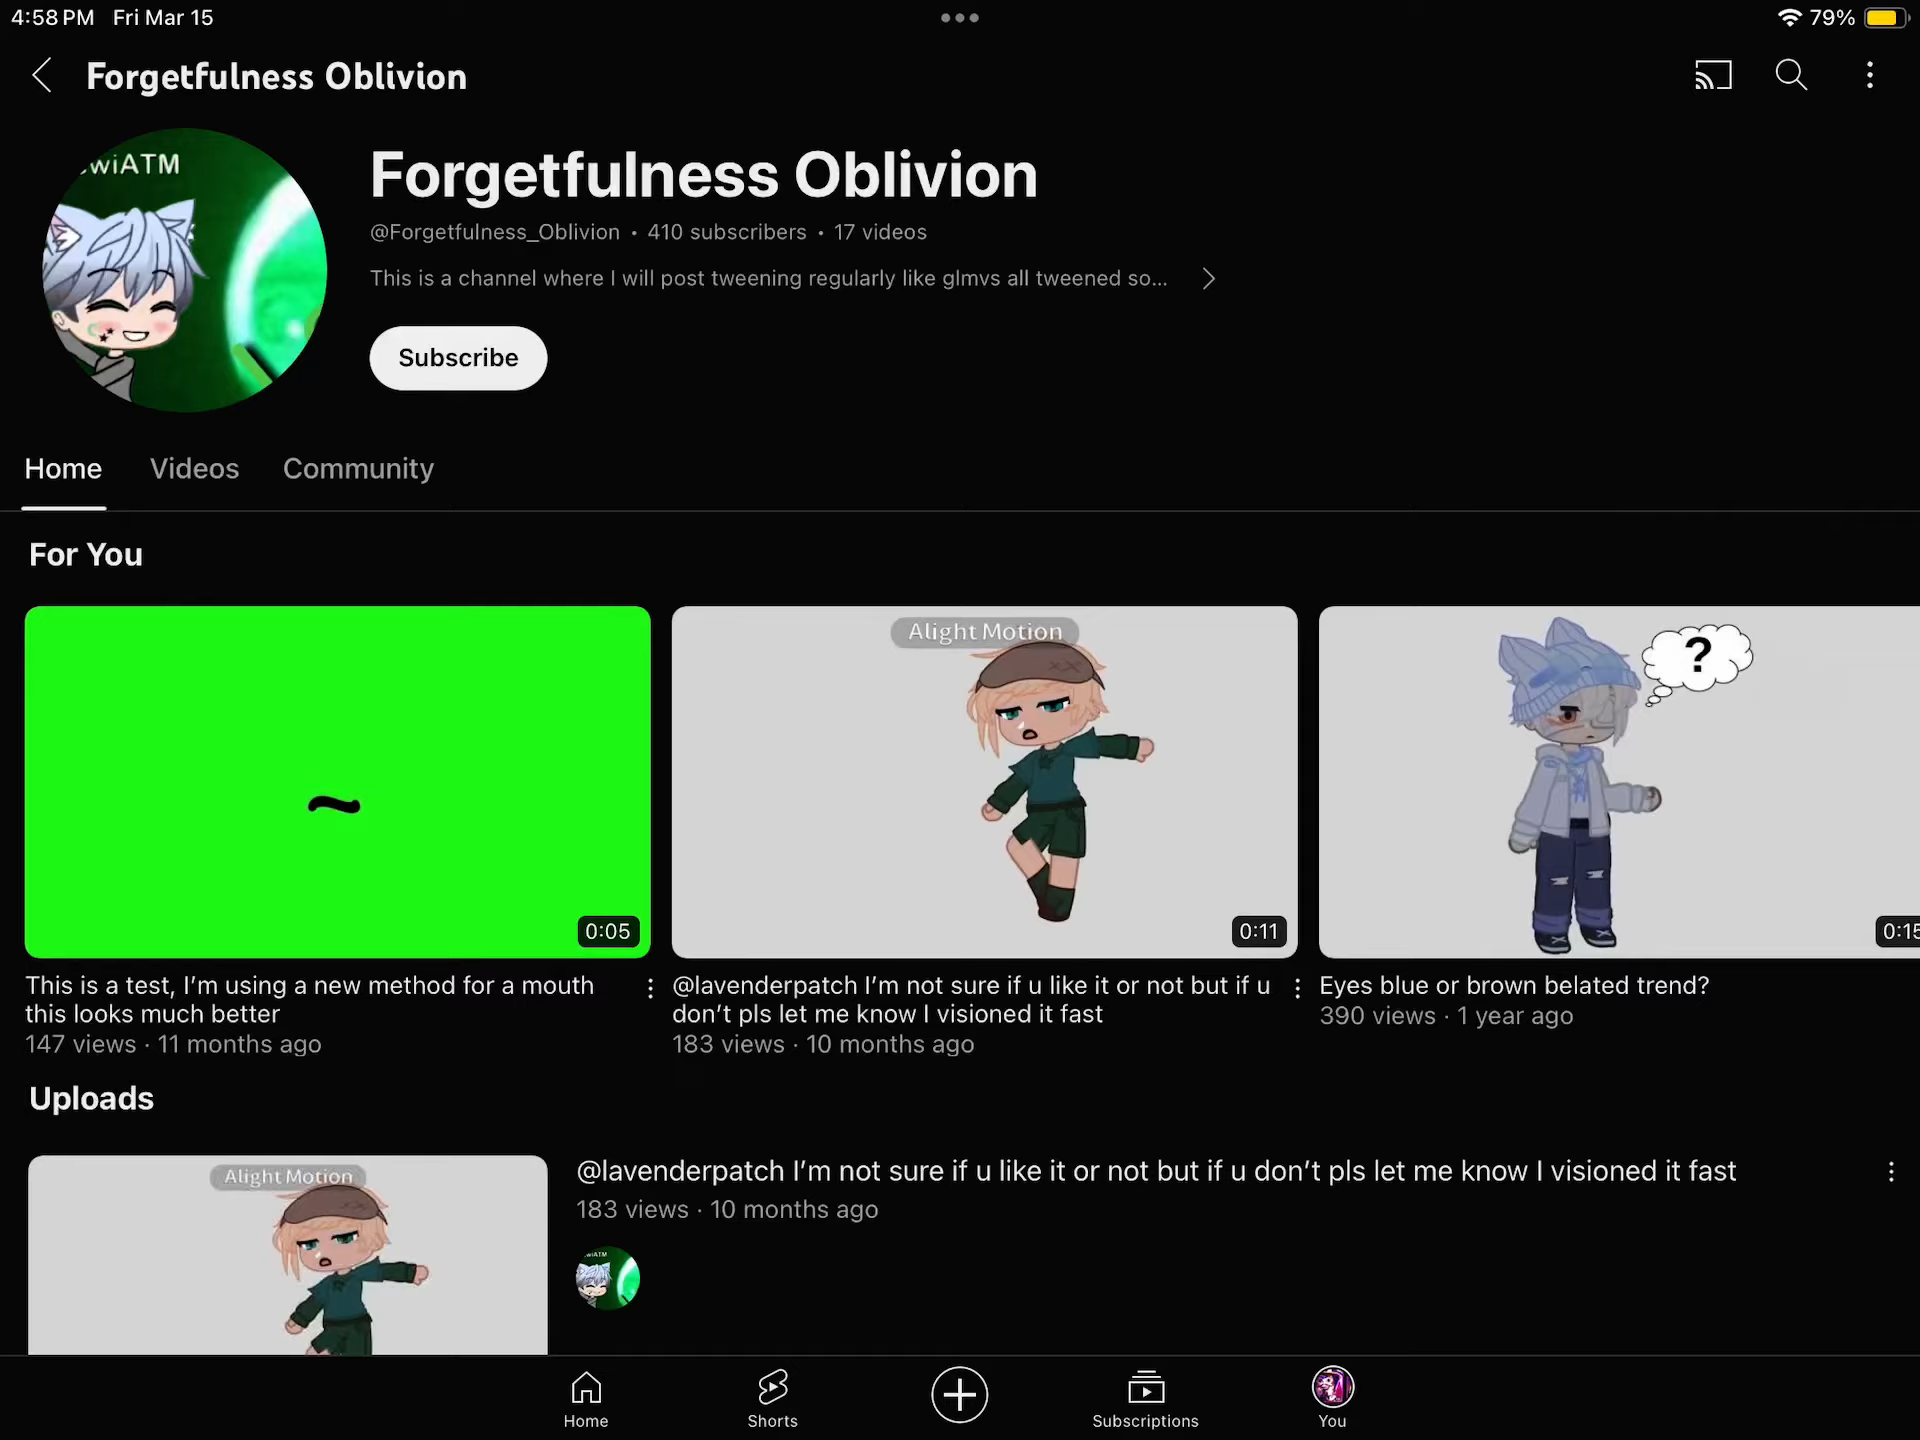 4:58 PM Fri Mar 15
79%
Forgetfulness Oblivion
wiATM
Forgetfulness Oblivion
@Forgetfulness_Oblivion • 410 subscribers • 17 videos
This is a channel where I will post tweening regularly like glmvs all tweened so...
Subscribe
Home Videos Community
For You
~
0:05
Alight Motion
0:11
?
0:15
This is a test, I’m using a new method for a mouth
this looks much better
147 views · 11 months ago
@lavenderpatch I’m not sure if u like it or not but if u
don’t pls let me know I visioned it fast
183 views · 10 months ago
Eyes blue or brown belated trend?
390 views · 1 year ago
Uploads
Alight Motion
@lavenderpatch I’m not sure if u like it or not but if u don’t pls let me know I visioned it fast
183 views · 10 months ago
wiATM
Home
Shorts
Subscriptions
You